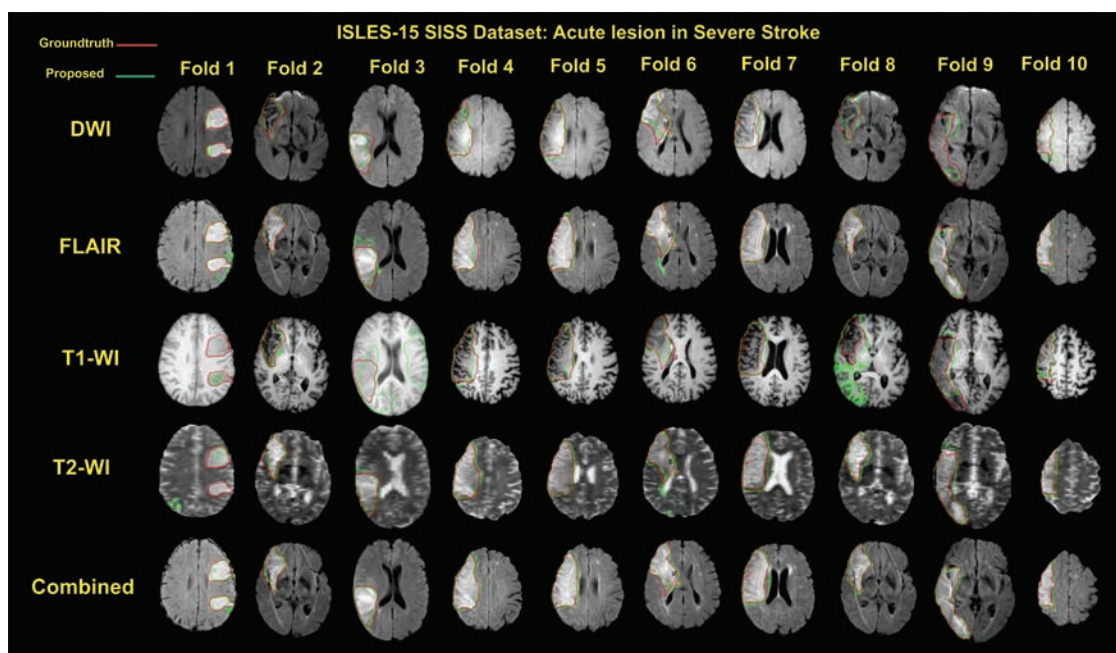 ISLES-15 SISS Dataset: Acute lesion in Severe Stroke
Groundtruth
Proposed
Fold 1 Fold 2 Fold 3 Fold 4 Fold 5 Fold 6 Fold 7 Fold 8 Fold 9 Fold 10
DWI
FLAIR
T1-WI
T2-WI
Combined